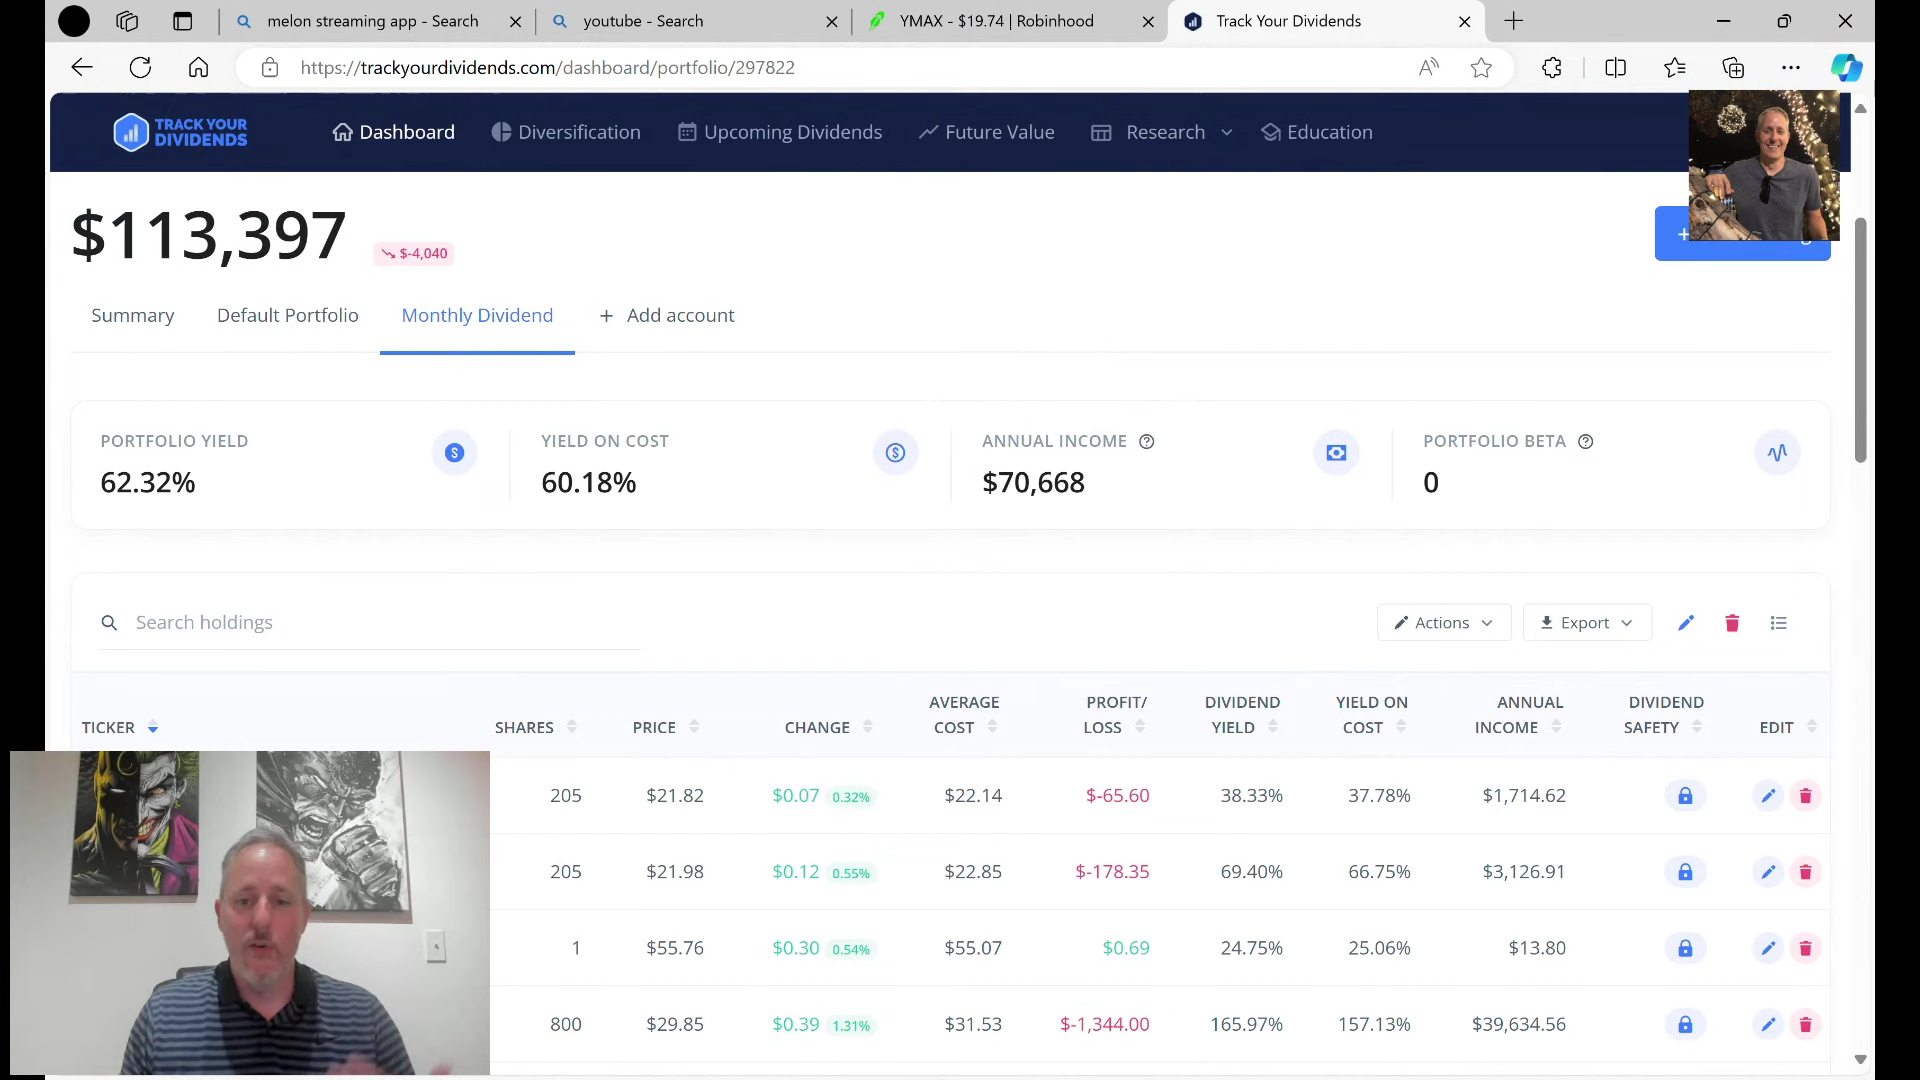 melon streaming app - Search
youtube - Search
YMAX - $19.74 | Robinhood
Track Your Dividends
https://trackyourdividends.com/dashboard/portfolio/297822
TRACK YOUR
DIVIDENDS
Dashboard
Diversification
Upcoming Dividends
Future Value
Research
Education
$113,397
$-4,040
+
Summary
Default Portfolio
Monthly Dividend
+ Add account
PORTFOLIO YIELD
62.32%
YIELD ON COST
60.18%
ANNUAL INCOME
$70,668
PORTFOLIO BETA
0
Search holdings
Actions
Export
TICKER
SHARES
PRICE
CHANGE
AVERAGE
COST
PROFIT/
LOSS
DIVIDEND
YIELD
YIELD ON
COST
ANNUAL
INCOME
DIVIDEND
SAFETY
EDIT
205 $21.82 $0.07 0.32% $22.14 $-65.60 38.33% 37.78% $1,714.62
205 $21.98 $0.12 0.55% $22.85 $-178.35 69.40% 66.75% $3,126.91
1 $55.76 $0.30 0.54% $55.07 $0.69 24.75% 25.06% $13.80
800 $29.85 $0.39 1.31% $31.53 $-1,344.00 165.97% 157.13% $39,634.56